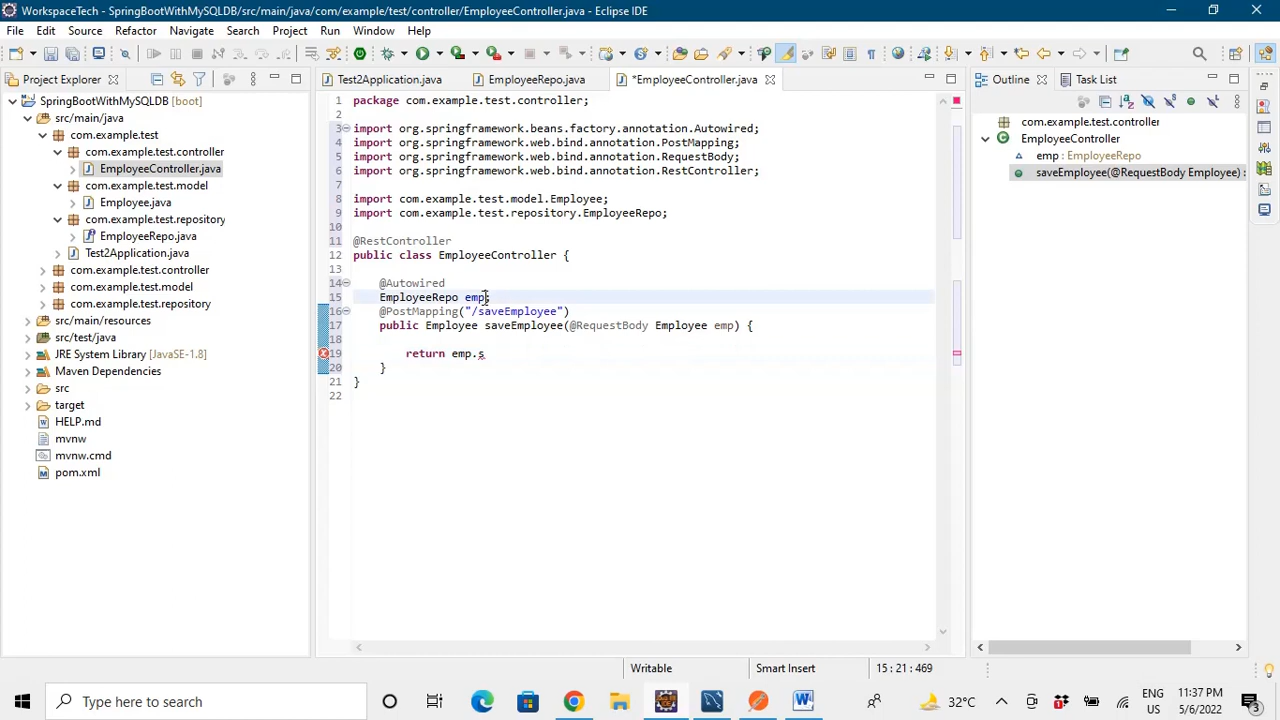 WorkspaceTech - SpringBootWithMySQLDB/src/main/java/com/example/test/controller/EmployeeController.java - Eclipse IDE
File Edit Source Refactor Navigate Search Project Run Window Help
Project Explorer
SpringBootWithMySQLDB [boot]
src/main/java
com.example.test
com.example.test.controller
EmployeeController.java
com.example.test.model
Employee.java
com.example.test.repository
EmployeeRepo.java
Test2Application.java
com.example.test.controller
com.example.test.model
com.example.test.repository
src/main/resources
src/test/java
JRE System Library [JavaSE-1.8]
Maven Dependencies
src
target
HELP.md
mvnw
mvnw.cmd
pom.xml
Test2Application.java EmployeeRepo.java *EmployeeController.java
1 package com.example.test.controller;
2
3 import org.springframework.beans.factory.annotation.Autowired;
4 import org.springframework.web.bind.annotation.PostMapping;
5 import org.springframework.web.bind.annotation.RequestBody;
6 import org.springframework.web.bind.annotation.RestController;
7
8 import com.example.test.model.Employee;
9 import com.example.test.repository.EmployeeRepo;
10
11 @RestController
12 public class EmployeeController {
13
14 @Autowired
15 EmployeeRepo emp;
16 @PostMapping("/saveEmployee")
17 public Employee saveEmployee(@RequestBody Employee emp) {
18
19 return emp.s
20 }
21 }
22
Outline Task List
com.example.test.controller
EmployeeController
emp : EmployeeRepo
saveEmployee(@RequestBody Employee) :
Writable Smart Insert 15 : 21 : 469
Type here to search
32°C
ENG
US
11:37 PM
5/6/2022
3